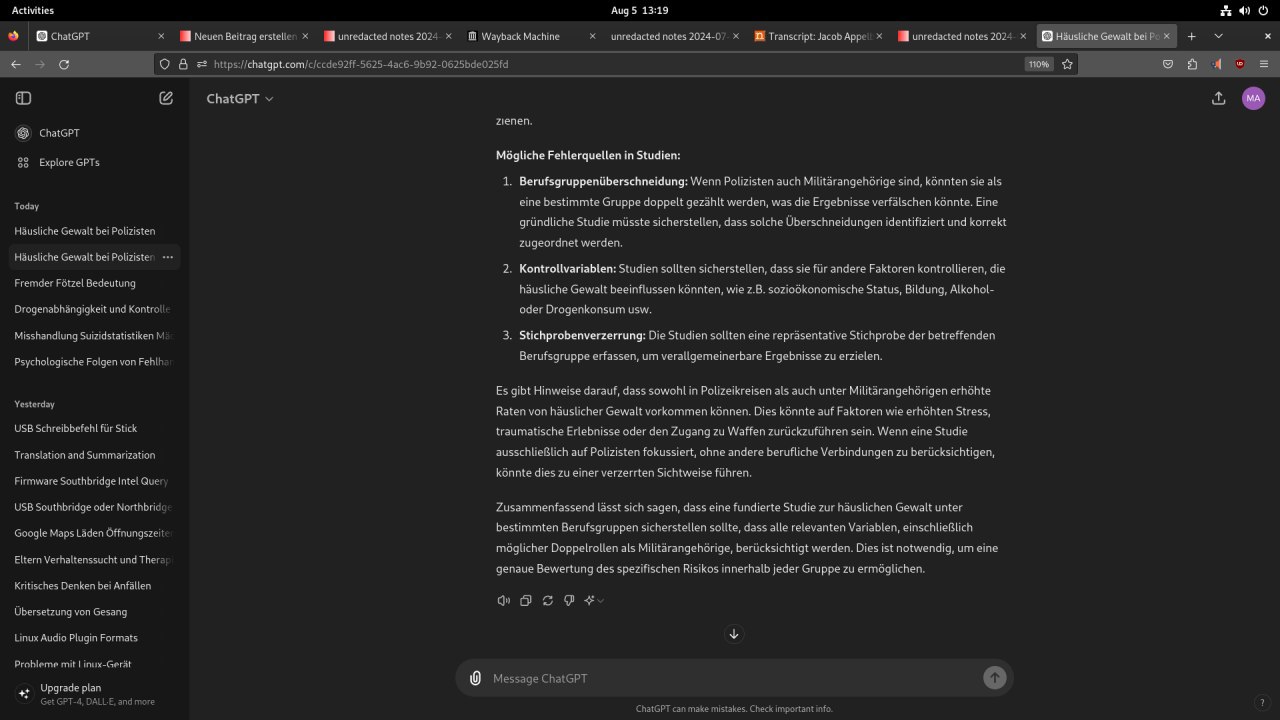 Activities
Aug 5 13:19
ChatGPT
Neuen Beitrag erstellen
unredacted notes 2024-
Wayback Machine
unredacted notes 2024-07-
Transcript: Jacob Appel
unredacted notes 2024-
Häusliche Gewalt bei Po
https://chatgpt.com/c/ccde92ff-5625-4ac6-9b92-0625bde025fd
110%
ChatGPT
MA
ChatGPT
Explore GPTs
Today
Häusliche Gewalt bei Polizisten
Häusliche Gewalt bei Polizisten
Fremder Fötzel Bedeutung
Drogenabhängigkeit und Kontrolle
Misshandlung Suizidstatistiken Mä
Psychologische Folgen von Fehlhan
Yesterday
USB Schreibbefehl für Stick
Translation and Summarization
Firmware Southbridge Intel Query
USB Southbridge oder Northbridge
Google Maps Läden Öffnungszeiten
Eltern Verhaltenssucht und Therap
Kritisches Denken bei Anfällen
Übersetzung von Gesang
Linux Audio Plugin Formats
Probleme mit Linux-Gerät
Upgrade plan
Get GPT-4, DALL·E, and more
ziehen.
Mögliche Fehlerquellen in Studien:
1. Berufsgruppenüberschneidung: Wenn Polizisten auch Militärangehörige sind, könnten sie als
eine bestimmte Gruppe doppelt gezählt werden, was die Ergebnisse verfälschen könnte. Eine
gründliche Studie müsste sicherstellen, dass solche Überschneidungen identifiziert und korrekt
zugeordnet werden.
2. Kontrollvariablen: Studien sollten sicherstellen, dass sie für andere Faktoren kontrollieren, die
häusliche Gewalt beeinflussen könnten, wie z.B. sozioökonomische Status, Bildung, Alkohol-
oder Drogenkonsum usw.
3. Stichprobenverzerrung: Die Studien sollten eine repräsentative Stichprobe der betreffenden
Berufsgruppe erfassen, um verallgemeinerbare Ergebnisse zu erzielen.
Es gibt Hinweise darauf, dass sowohl in Polizeikreisen als auch unter Militärangehörigen erhöhte
Raten von häuslicher Gewalt vorkommen können. Dies könnte auf Faktoren wie erhöhten Stress,
traumatische Erlebnisse oder den Zugang zu Waffen zurückzuführen sein. Wenn eine Studie
ausschließlich auf Polizisten fokussiert, ohne andere berufliche Verbindungen zu berücksichtigen,
könnte dies zu einer verzerrten Sichtweise führen.
Zusammenfassend lässt sich sagen, dass eine fundierte Studie zur häuslichen Gewalt unter
bestimmten Berufsgruppen sicherstellen sollte, dass alle relevanten Variablen, einschließlich
möglicher Doppelrollen als Militärangehörige, berücksichtigt werden. Dies ist notwendig, um eine
genaue Bewertung des spezifischen Risikos innerhalb jeder Gruppe zu ermöglichen.
Message ChatGPT
ChatGPT can make mistakes. Check important info.
?